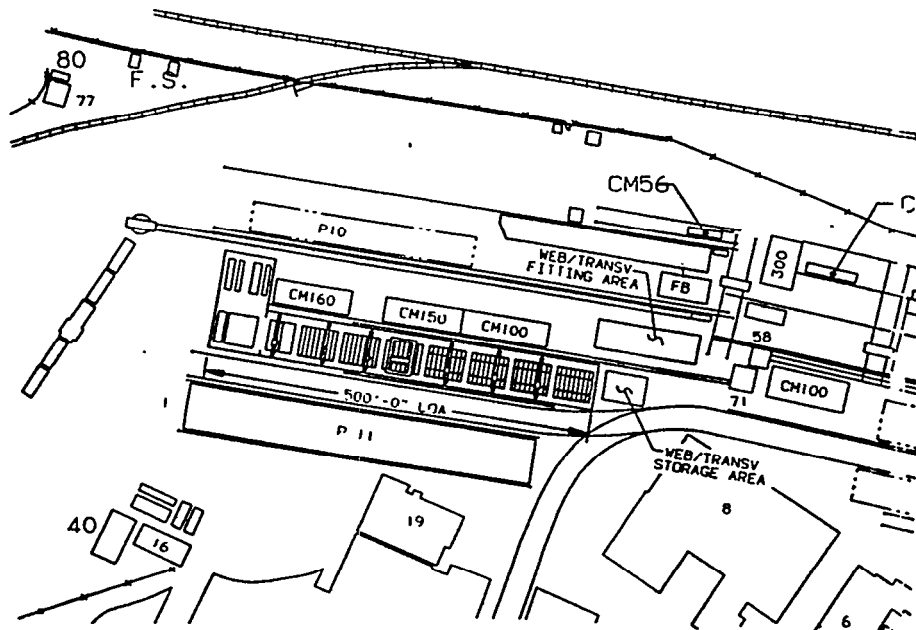 80
F.S.
77
CM56
C
P10
WEB/TRANSV
FITTING AREA
300
FB
CM160
CM150
CM100
58
CM100
71
500'-0" LOA
P 11
WEB/TRANSV
STORAGE AREA
8
19
40
16
6